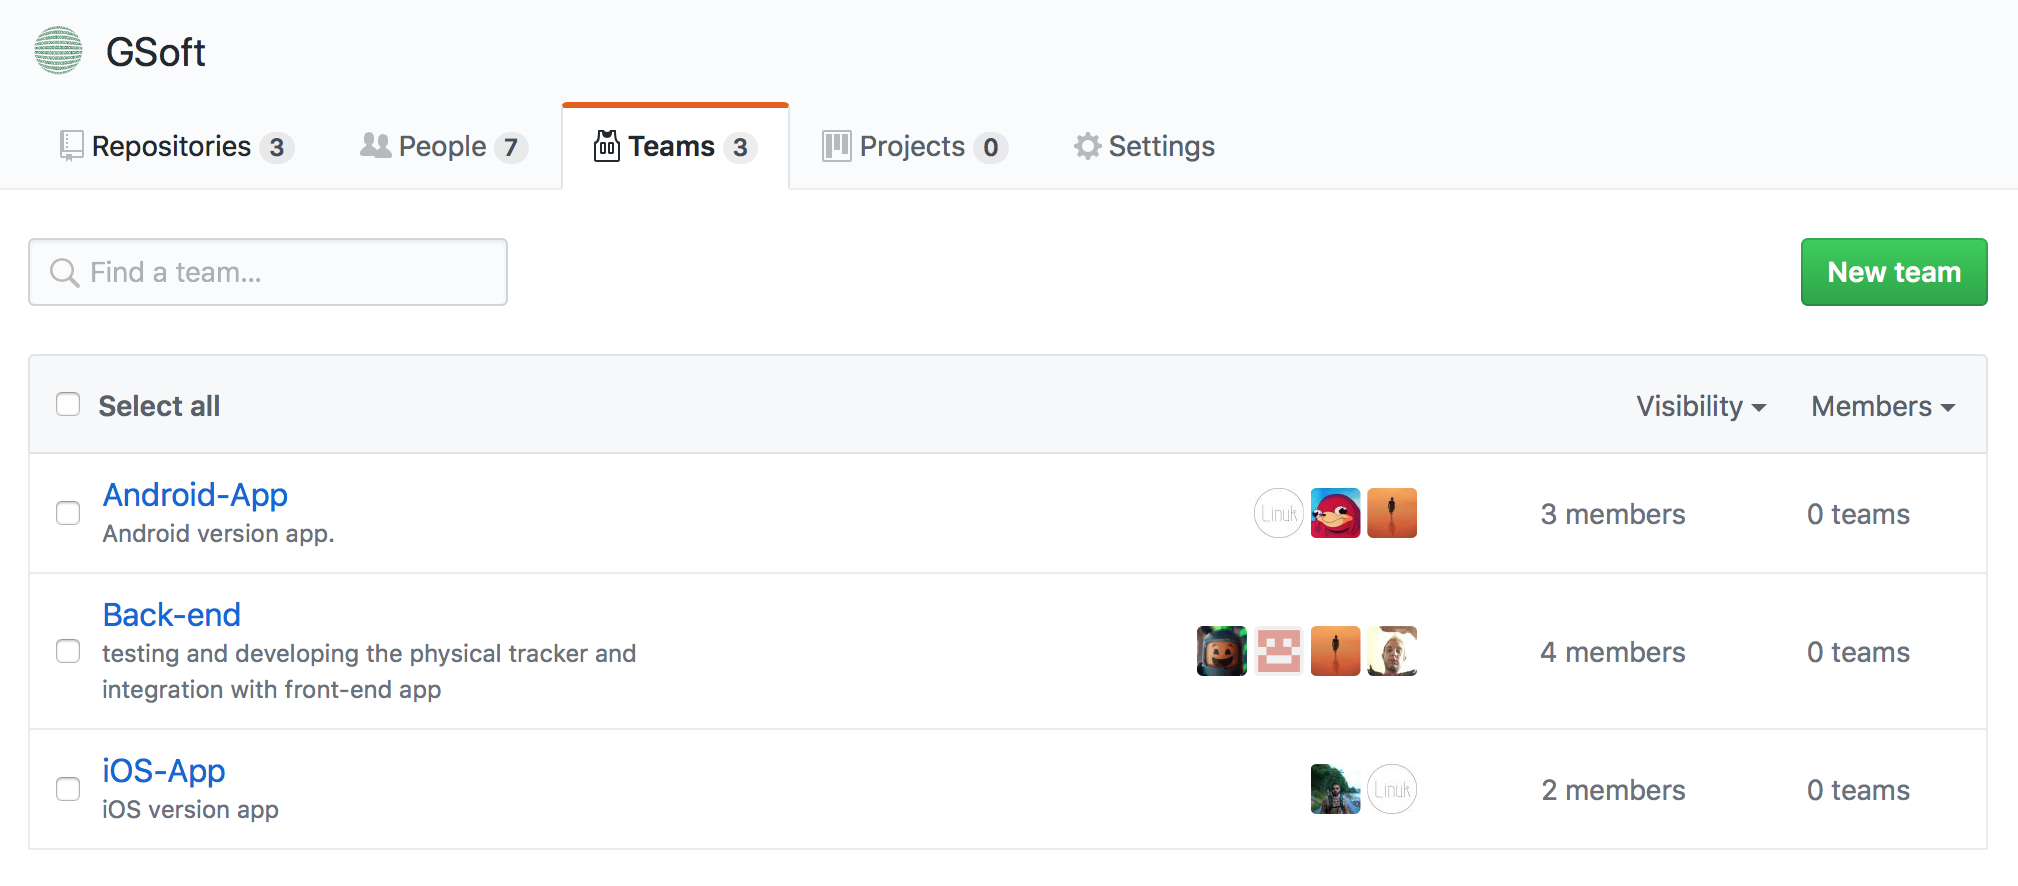 GSoft
Repositories 3 People 7 Teams 3 Projects 0 Settings
Find a team...
New team
Select all Visibility Members
Android-App
Android version app.
Linuk
3 members 0 teams
Back-end
testing and developing the physical tracker and
integration with front-end app
4 members 0 teams
iOS-App
iOS version app
Linuk
2 members 0 teams